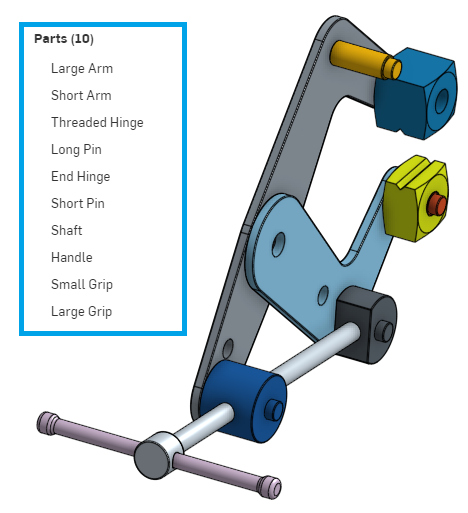 Parts (10)
Large Arm
Short Arm
Threaded Hinge
Long Pin
End Hinge
Short Pin
Shaft
Handle
Small Grip
Large Grip